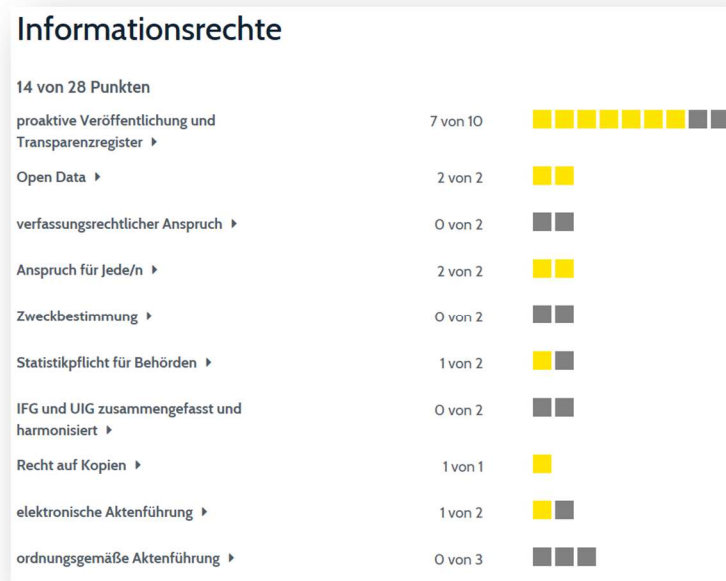 Informationsrechte
14 von 28 Punkten
proaktive Veröffentlichung und 7 von 10
Transparenzregister
Open Data 2 von 2
verfassungsrechtlicher Anspruch 0 von 2
Anspruch für Jede/n 2 von 2
Zweckbestimmung 0 von 2
Statistikpflicht für Behörden 1 von 2
IFG und UIG zusammengefasst und 0 von 2
harmonisiert
Recht auf Kopien 1 von 1
elektronische Aktenführung 1 von 2
ordnungsgemäße Aktenführung 0 von 3